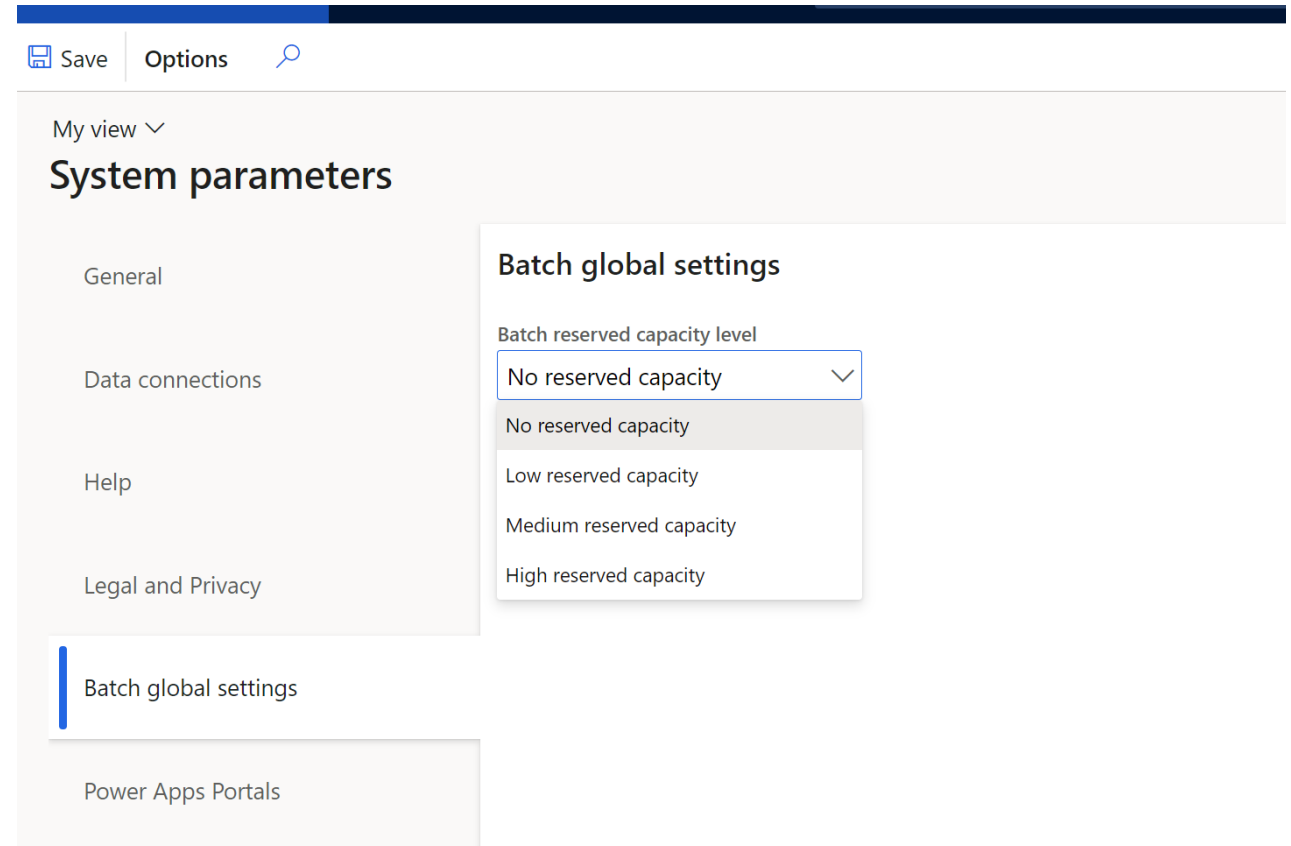 Save Options
My view
System parameters
General
Data connections
Help
Legal and Privacy
Batch global settings
Power Apps Portals
Batch global settings
Batch reserved capacity level
No reserved capacity
No reserved capacity
Low reserved capacity
Medium reserved capacity
High reserved capacity